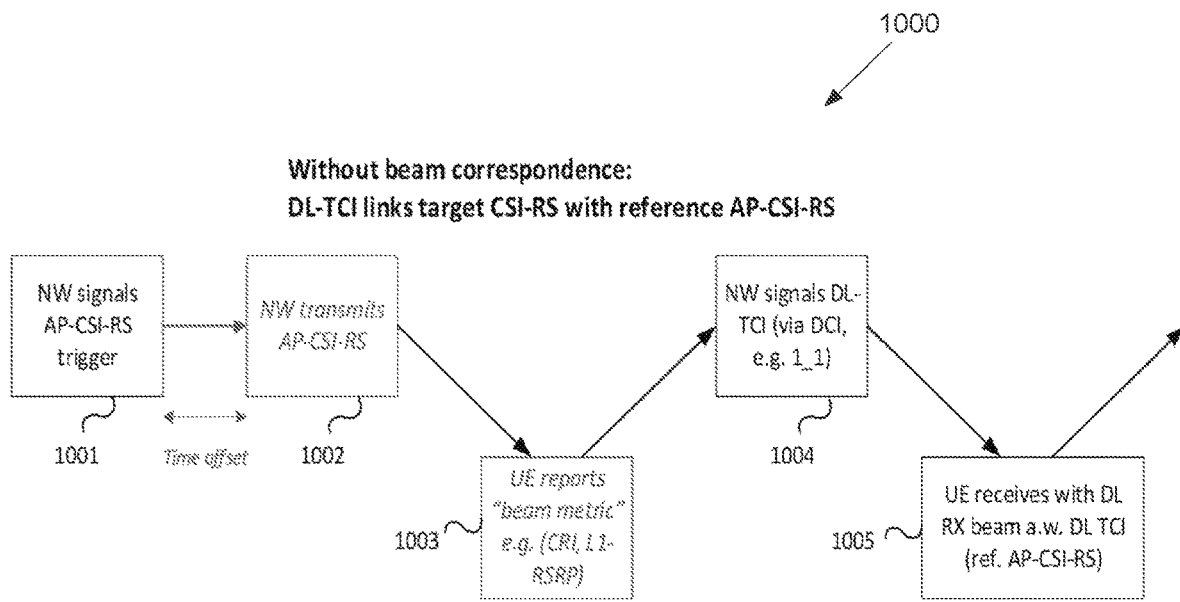 1000
Without beam correspondence:
DL-TCI links target CSI-RS with reference AP-CSI-RS
NW signals
AP-CSI-RS
trigger
1001
Time offset
NW transmits
AP-CSI-RS
1002
UE reports
“beam metric”
e.g. (CRI, L1-
RSRP)
1003
NW signals DL-
TCI (via DCI,
e.g. 1_1)
1004
UE receives with DL
RX beam a.w. DL TCI
(ref. AP-CSI-RS)
1005